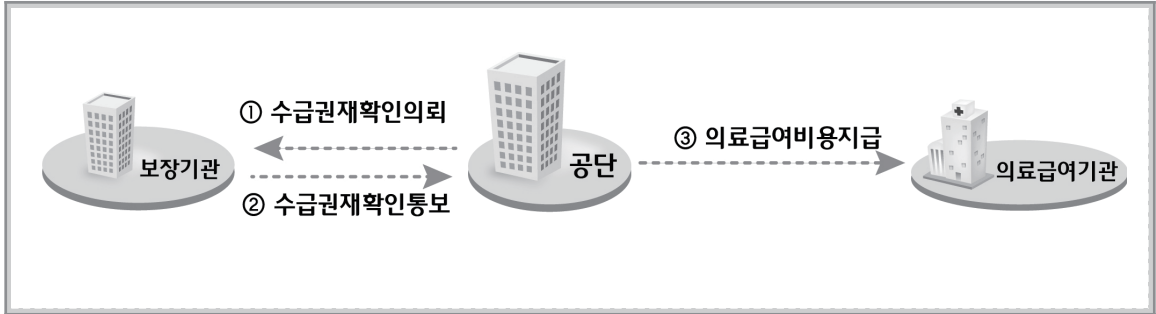 ① 수급권재확인의뢰
보장기관
② 수급권재확인통보
공단
③ 의료급여비용지급
의료급여기관